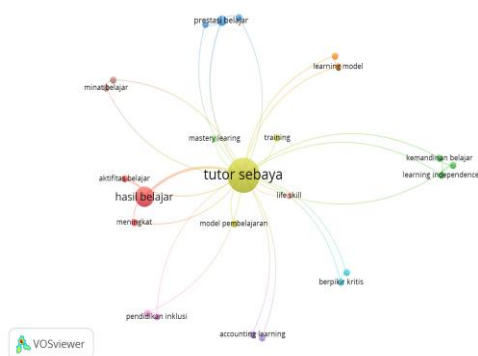 prestasi belajar
learning model
minat belajar
mastery learing
training
kemandirian belajar
learning independence
tutor sebaya
aktifitas belajar
hasil belajar
life skill
meningkat
model pembelajaran
berpikir kritis
pendidikan inklusi
accounting learning
VOSviewer